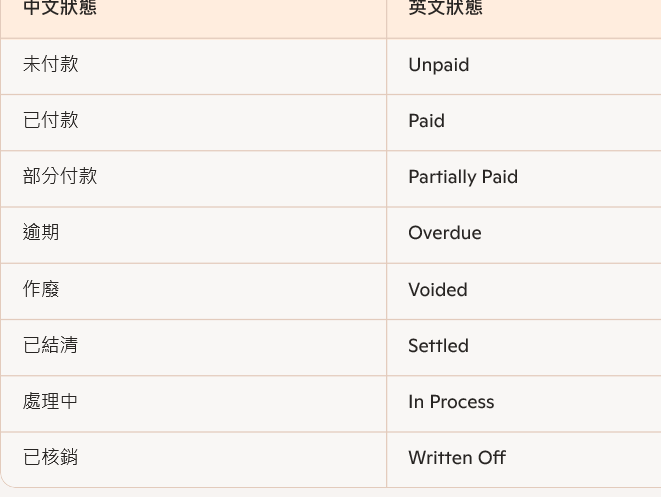 中文狀態 英文狀態
未付款 Unpaid
已付款 Paid
部分付款 Partially Paid
逾期 Overdue
作廢 Voided
已結清 Settled
處理中 In Process
已核銷 Written Off